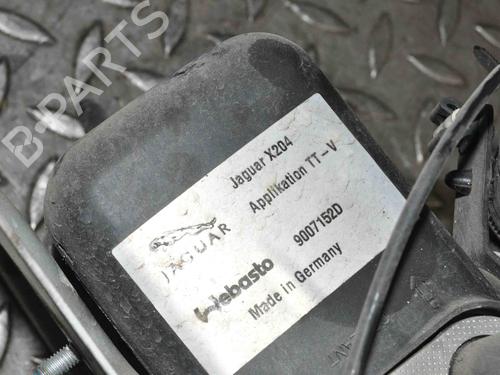 B-PARTS
Jaguar X204
Applikation TT-V
JAGUAR
9007152D
Webasto
Made in Germany